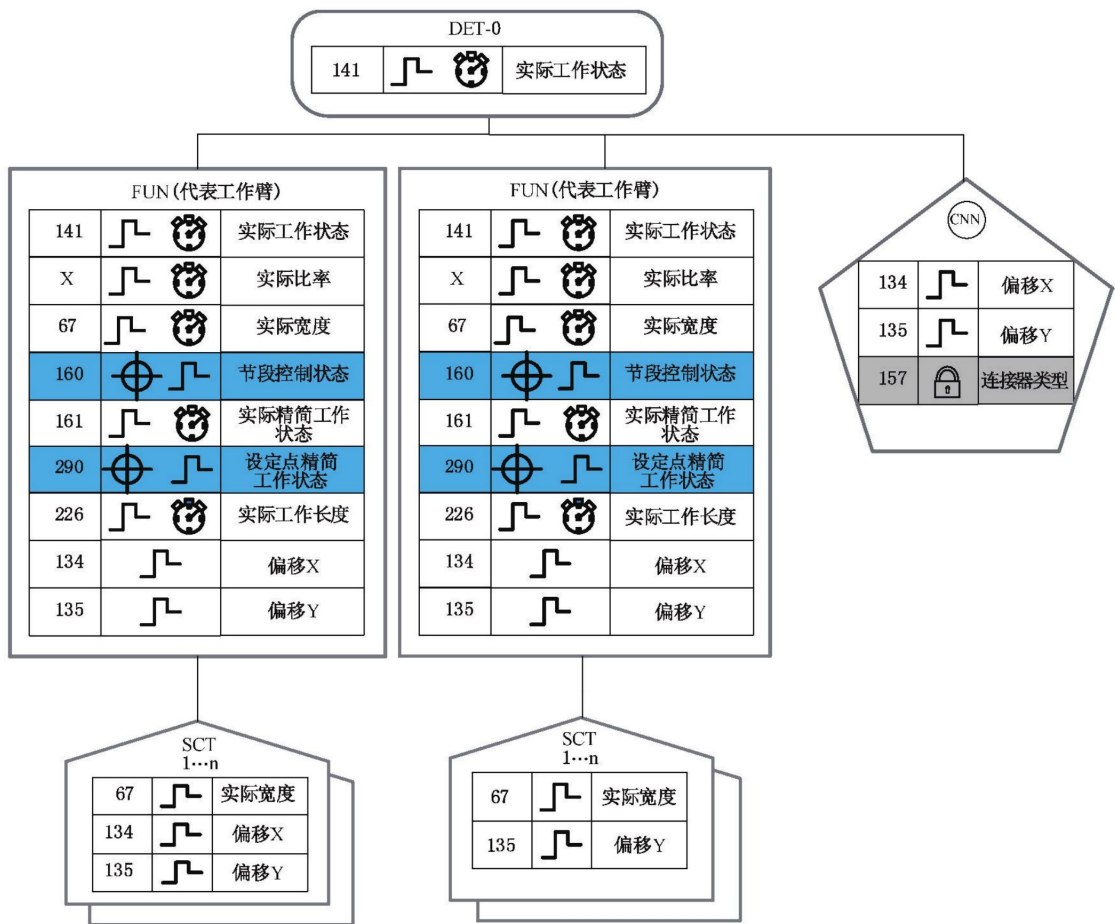 DET-0
141 实际工作状态
FUN(代表工作臂)
141 实际工作状态
X 实际比率
67 实际宽度
160 节段控制状态
161 实际精简工作
状态
290 设定点精简
工作状态
226 实际工作长度
134 偏移X
135 偏移Y
FUN(代表工作臂)
141 实际工作状态
X 实际比率
67 实际宽度
160 节段控制状态
161 实际精简工作
状态
290 设定点精简
工作状态
226 实际工作长度
134 偏移X
135 偏移Y
CNN
134 偏移X
135 偏移Y
157 连接器类型
SCT
1…n
67 实际宽度
134 偏移X
135 偏移Y
SCT
1…n
67 实际宽度
135 偏移Y